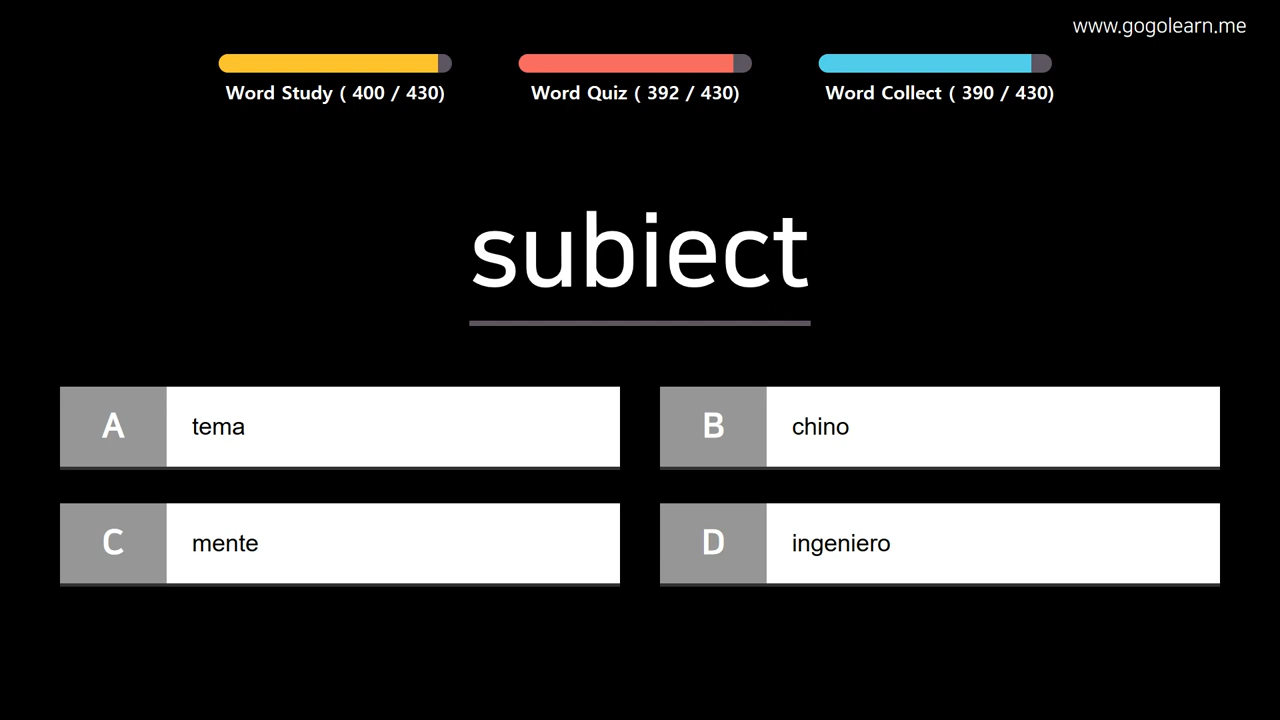 www.gogolearn.me
Word Study ( 400 / 430)
Word Quiz ( 392 / 430)
Word Collect ( 390 / 430)
subiect
A tema
B chino
C mente
D ingeniero